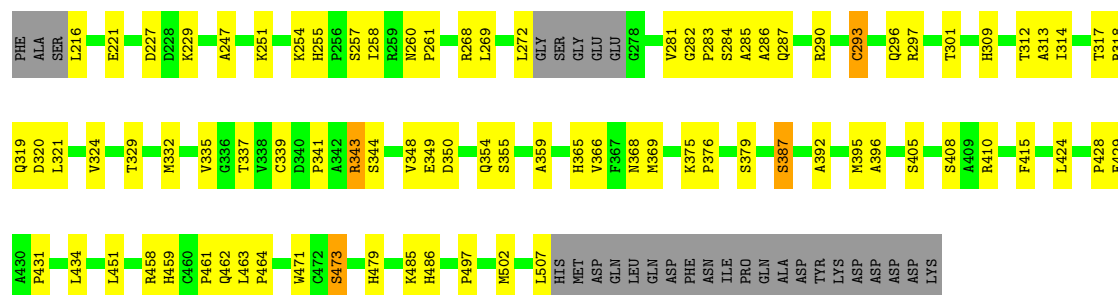 PHE ALA SER L216 E221 D227 D228 K229 A247 K251 K254 H255 P256 S257 I258 R259 N260 P261 R268 L269 L272 GLY SER GLY GLU GLU G278 V281 G282 P283 S284 A285 A286 Q287 R290 C293 Q296 R297 T301 H309 T312 A313 I314 T317
Q319 D320 L321 V324 T329 M332 V335 G336 T337 V338 C339 D340 P341 A342 R343 S344 V348 E349 D350 Q354 S355 A359 H365 V366 F367 N368 M369 K375 P376 S379 S387 A392 M395 A396 S405 S408 A409 R410 F415 L424 P428
A430 P431 L434 L451 R458 H459 C460 P461 Q462 L463 P464 W471 C472 S473 H479 K485 H486 P497 M502 L507 HIS MET ASP GLN LEU GLN ASP PHE ASN ILE PRO GLN ALA ASP TYR LYS ASP ASP ASP ASP LYS